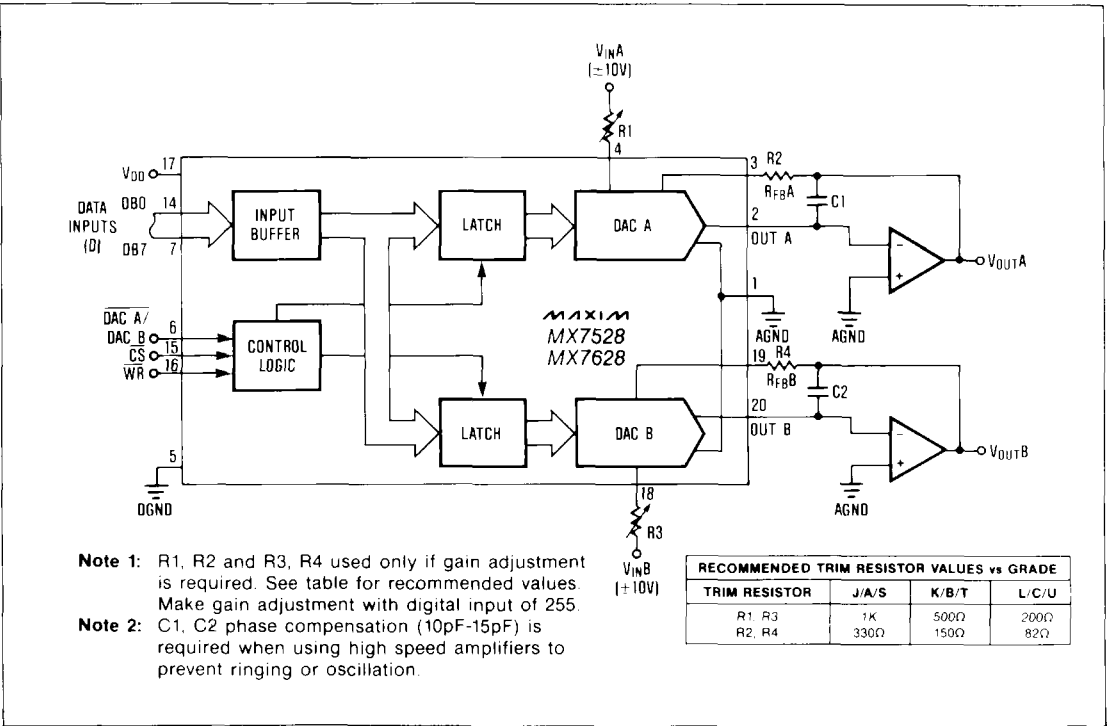 VINA
(±10V)
R1
4
VDD 17
3 R2
RFBA
C1
DATA
INPUTS
(D)
DB0 14
DB7 7
INPUT
BUFFER
LATCH
DAC A
2
OUT A
-
+
VOUTA
AGND
1
AGND
DAC A/
DAC B 6
CS 15
WR 16
CONTROL
LOGIC
MAXIM
MX7528
MX7628
19 R4
RFBB
C2
LATCH
DAC B
20
OUT B
-
+
VOUTB
AGND
5
DGND
18
R3
VINB
(±10V)
Note 1: R1, R2 and R3, R4 used only if gain adjustment
is required. See table for recommended values.
Make gain adjustment with digital input of 255.
Note 2: C1, C2 phase compensation (10pF-15pF) is
required when using high speed amplifiers to
prevent ringing or oscillation.
RECOMMENDED TRIM RESISTOR VALUES vs GRADE
TRIM RESISTOR J/A/S K/B/T L/C/U
R1, R3 1K 500Ω 200Ω
R2, R4 330Ω 150Ω 82Ω